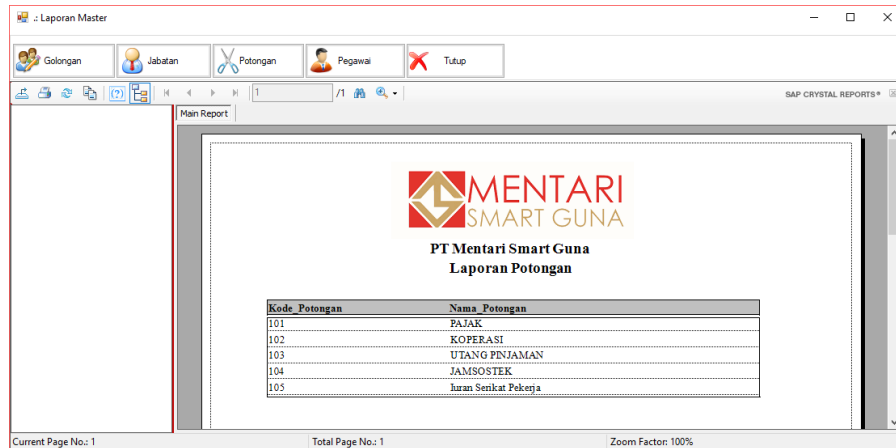 .: Laporan Master
Golongan Jabatan Potongan Pegawai Tutup
1 /1 SAP CRYSTAL REPORTS®
Main Report
MENTARI
SMART GUNA
PT Mentari Smart Guna
Laporan Potongan
Kode_Potongan Nama_Potongan
101 PAJAK
102 KOPERASI
103 UTANG PINJAMAN
104 JAMSOSTEK
105 Iuran Serikat Pekerja
Current Page No.: 1 Total Page No.: 1 Zoom Factor: 100%